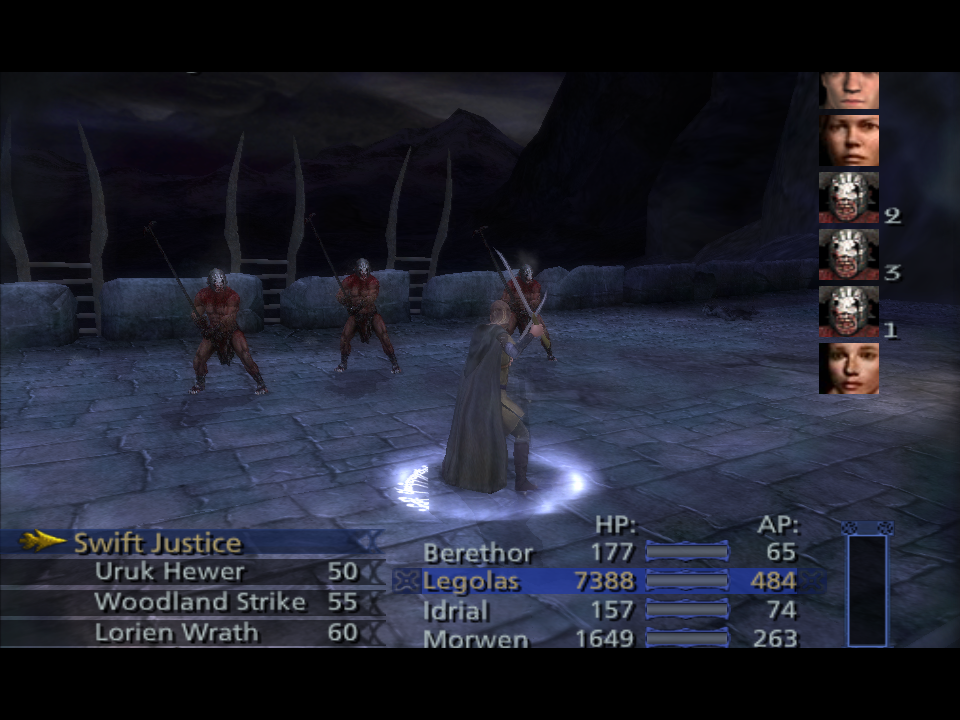 2
3
1
Swift Justice
Uruk Hewer 50
Woodland Strike 55
Lorien Wrath 60
HP: AP:
Berethor 177 65
Legolas 7388 484
Idrial 157 74
Morwen 1649 263